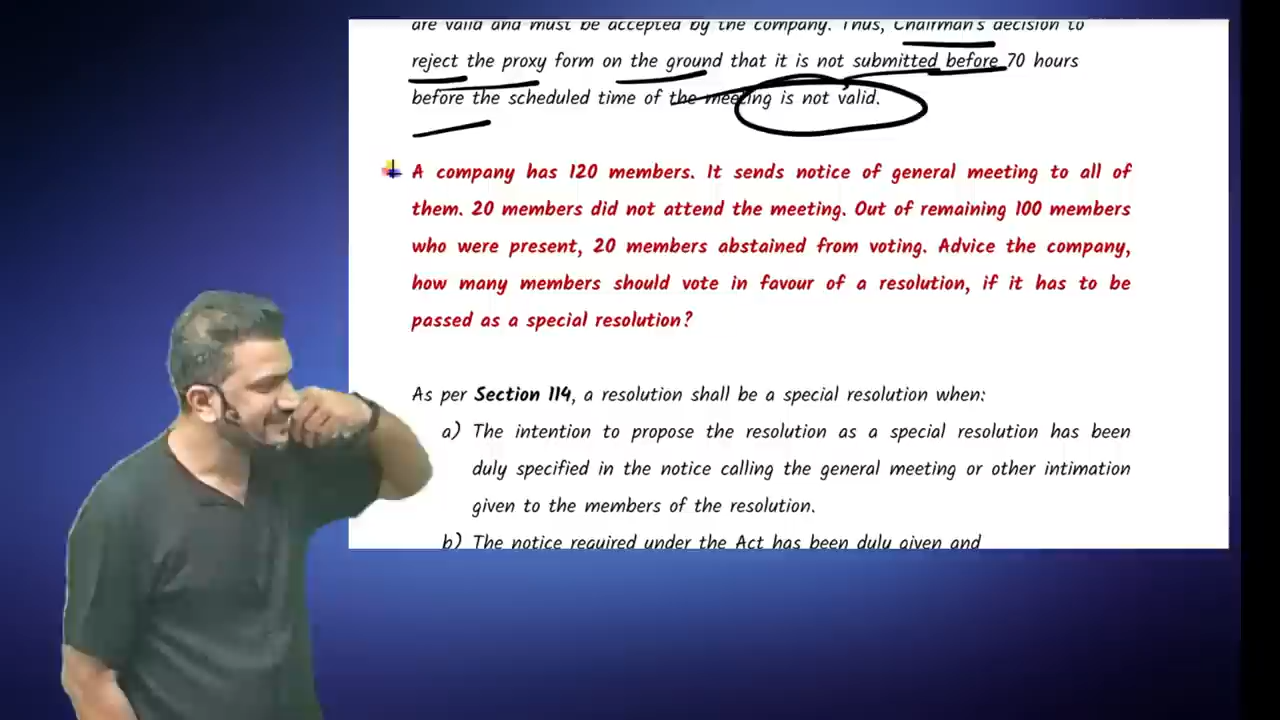 are valid and must be accepted by the company. Thus, Chairman's decision to
reject the proxy form on the ground that it is not submitted before 70 hours
before the scheduled time of the meeting is not valid.
A company has 120 members. It sends notice of general meeting to all of
them. 20 members did not attend the meeting. Out of remaining 100 members
who were present, 20 members abstained from voting. Advice the company,
how many members should vote in favour of a resolution, if it has to be
passed as a special resolution?
As per Section 114, a resolution shall be a special resolution when:
a) The intention to propose the resolution as a special resolution has been
duly specified in the notice calling the general meeting or other intimation
given to the members of the resolution.
b) The notice required under the Act has been duly given and